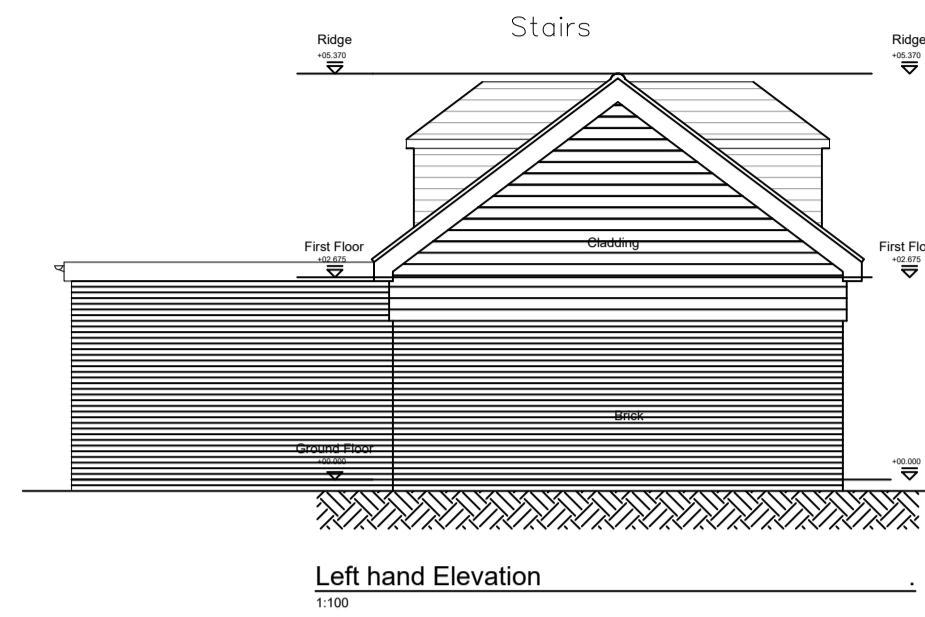 Stairs
Ridge
+05.370
Ridge
+05.370
First Floor
+02.675
Cladding
First Flo
+02.675
Brick
Ground Floor
+00.000
+00.000
Left hand Elevation .
1:100